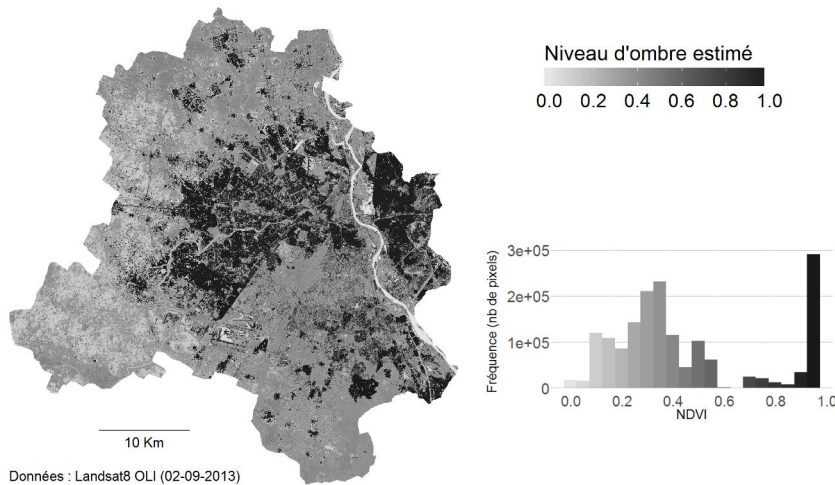 Niveau d'ombre estimé
0.0 0.2 0.4 0.6 0.8 1.0
Fréquence (nb de pixels)
3e+05
2e+05
1e+05
0
0.0 0.2 0.4 0.6 0.8 1.0
NDVI
10 Km
Données : Landsat8 OLI (02-09-2013)